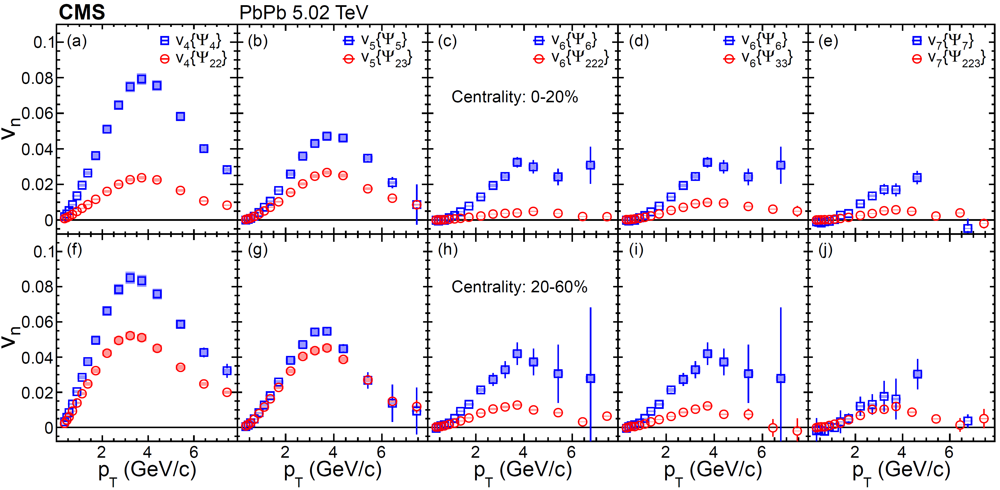 CMS PbPb 5.02 TeV
(a) v4{Ψ4} (b) v5{Ψ5} (c) v6{Ψ6} (d) v6{Ψ6} (e) v7{Ψ7}
v4{Ψ22} v5{Ψ23} v6{Ψ222} v6{Ψ33} v7{Ψ223}
0.1
0.08
0.06
0.04
0.02
0
vn
Centrality: 0-20%
(f) (g) (h) (i) (j)
0.1
0.08
0.06
0.04
0.02
0
vn
Centrality: 20-60%
2 4 6 2 4 6 2 4 6 2 4 6 2 4 6
pT (GeV/c) pT (GeV/c) pT (GeV/c) pT (GeV/c) pT (GeV/c)